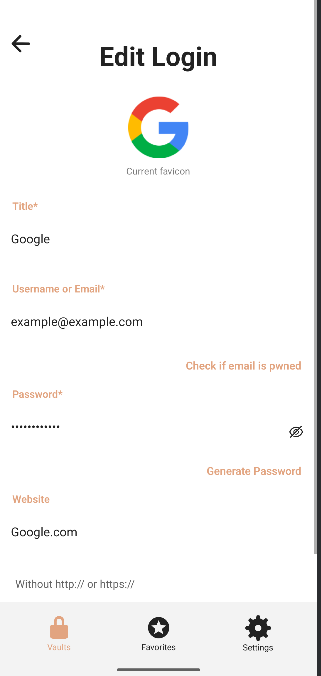 Edit Login
Current favicon
Title*
Google
Username or Email*
example@example.com
Check if email is pwned
Password*
••••••••••••
Generate Password
Website
Google.com
Without http:// or https://
Vaults
Favorites
Settings